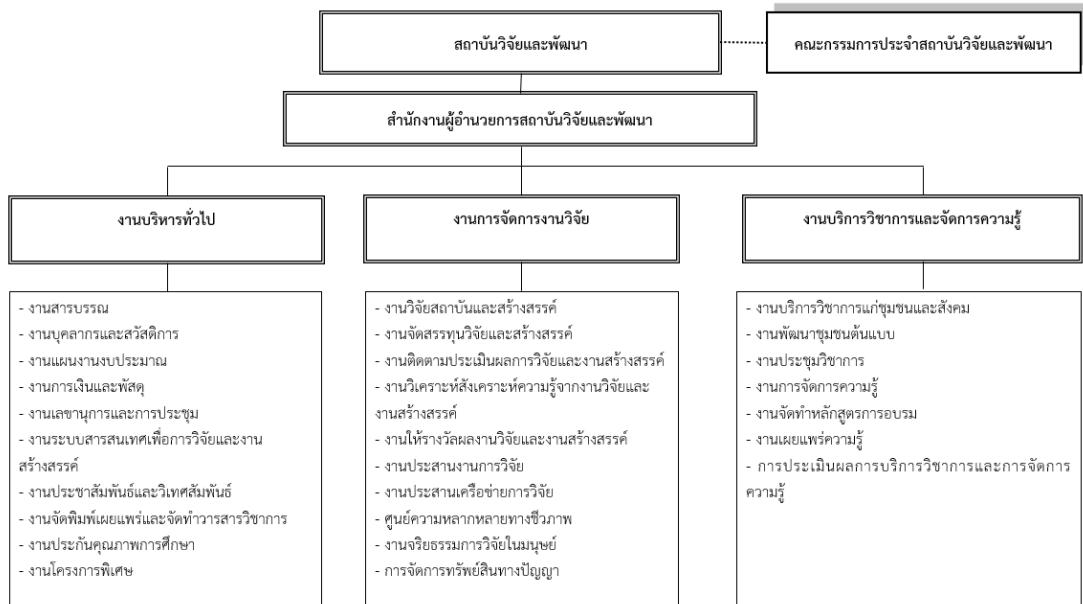 สถาบันวิจัยและพัฒนา
คณะกรรมการประจำสถาบันวิจัยและพัฒนา
สำนักงานผู้อำนวยการสถาบันวิจัยและพัฒนา
งานบริหารทั่วไป
- งานสารบรรณ
- งานบุคลากรและสวัสดิการ
- งานแผนงานงบประมาณ
- งานการเงินและพัสดุ
- งานเลขานุการและการประชุม
- งานระบบสารสนเทศเพื่อการวิจัยและงาน
สร้างสรรค์
- งานประชาสัมพันธ์และวิเทศสัมพันธ์
- งานจัดพิมพ์เผยแพร่และจัดทำวารสารวิชาการ
- งานประกันคุณภาพการศึกษา
- งานโครงการพิเศษ
งานการจัดการงานวิจัย
- งานวิจัยสถาบันและสร้างสรรค์
- งานจัดสรรทุนวิจัยและสร้างสรรค์
- งานติดตามประเมินผลการวิจัยและงานสร้างสรรค์
- งานวิเคราะห์สังเคราะห์ความรู้จากงานวิจัยและ
งานสร้างสรรค์
- งานให้รางวัลผลงานวิจัยและงานสร้างสรรค์
- งานประสานงานการวิจัย
- งานประสานเครือข่ายการวิจัย
- ศูนย์ความหลากหลายทางชีวภาพ
- งานจริยธรรมการวิจัยในมนุษย์
- การจัดการทรัพย์สินทางปัญญา
งานบริการวิชาการและจัดการความรู้
- งานบริการวิชาการแก่ชุมชนและสังคม
- งานพัฒนาชุมชนต้นแบบ
- งานประชุมวิชาการ
- งานการจัดการความรู้
- งานจัดทำหลักสูตรการอบรม
- งานเผยแพร่ความรู้
- การประเมินผลการบริการวิชาการและการจัดการ
ความรู้